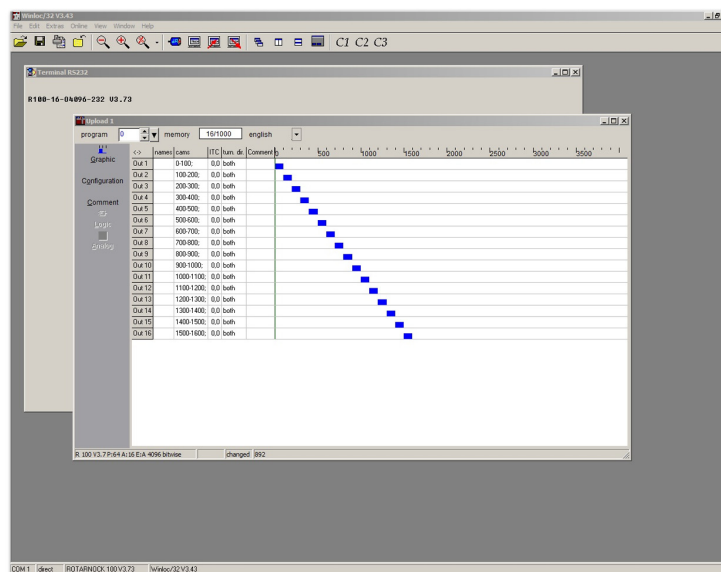 Winloc/32 V3.43
File Edit Extras Online View Window Help
C1 C2 C3
Terminal RS232
R100-16-04096-232 V3.73
Upload 1
program 0 memory 16/1000 english
Graphic
Configuration
Comment
Login
Analog
<-> names cams ITC turn. dir. Comment 0 500 1000 1500 2000 2500 3000 3500
Out 1 0-100; 0,0 both
Out 2 100-200; 0,0 both
Out 3 200-300; 0,0 both
Out 4 300-400; 0,0 both
Out 5 400-500; 0,0 both
Out 6 500-600; 0,0 both
Out 7 600-700; 0,0 both
Out 8 700-800; 0,0 both
Out 9 800-900; 0,0 both
Out 10 900-1000; 0,0 both
Out 11 1000-1100; 0,0 both
Out 12 1100-1200; 0,0 both
Out 13 1200-1300; 0,0 both
Out 14 1300-1400; 0,0 both
Out 15 1400-1500; 0,0 both
Out 16 1500-1600; 0,0 both
R 100 V3.7 P:64 A:16 E:A 4096 bitwise changed 892
COM 1 direct ROTARNOCK 100 V3.73 Winloc/32 V3.43